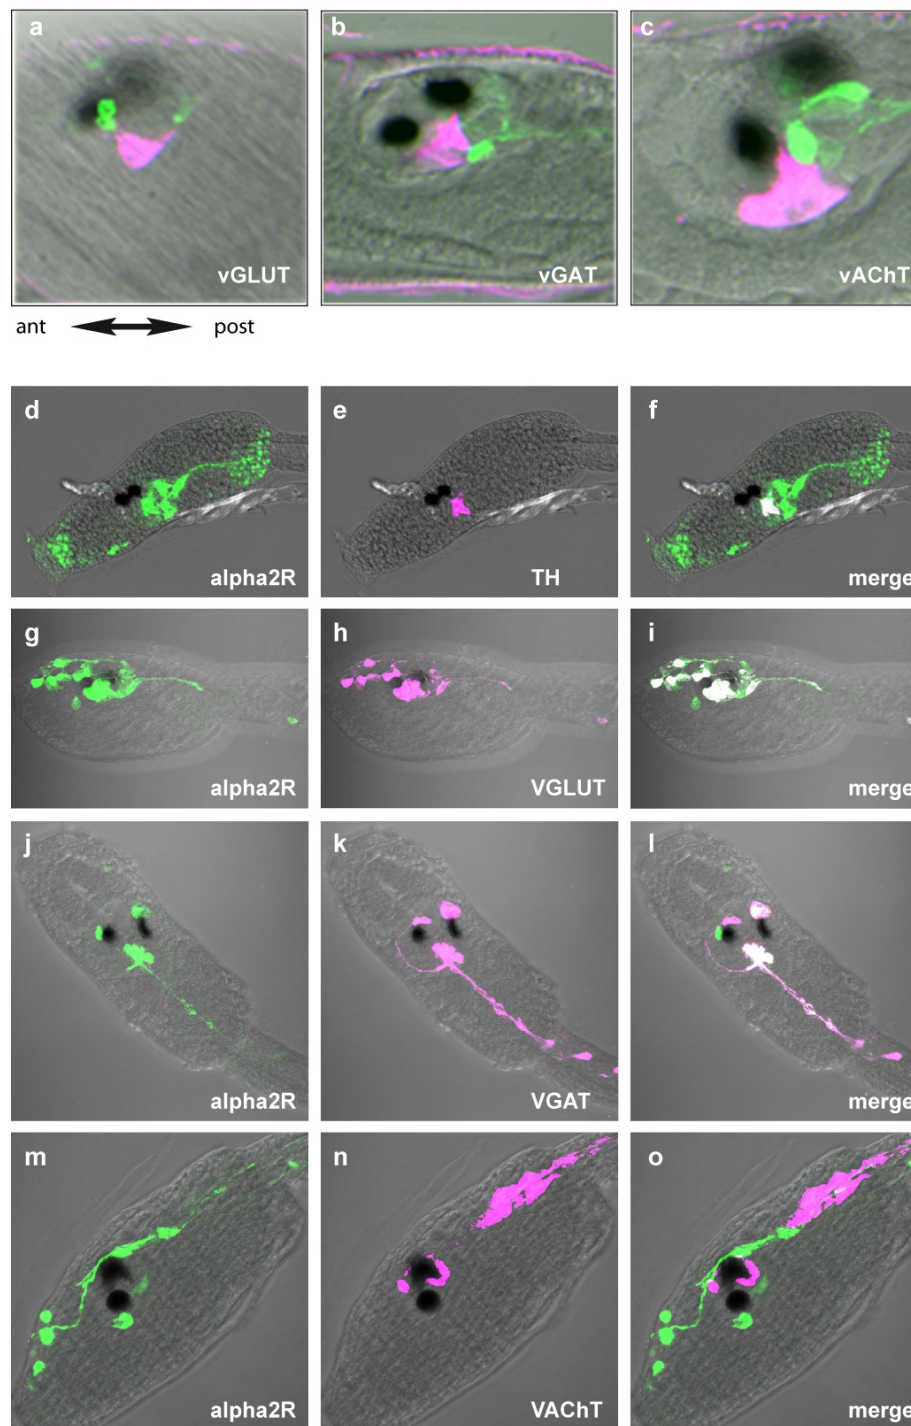 a b c
vGLUT vGAT vAChT
ant post
d e f
alpha2R TH merge
g h i
alpha2R VGLUT merge
j k l
alpha2R VGAT merge
m n o
alpha2R VAChT merge